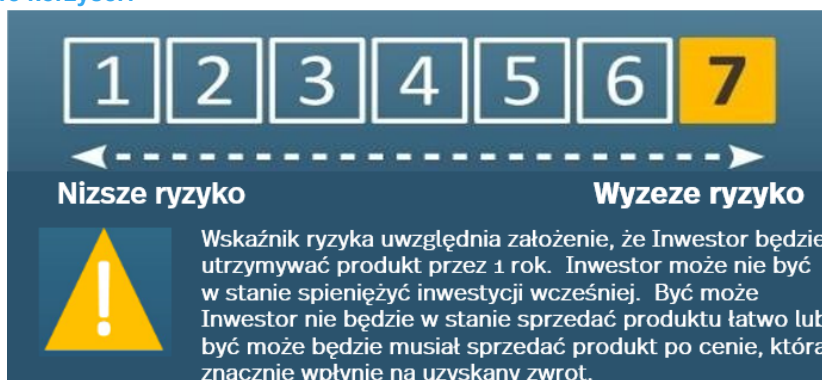 1 2 3 4 5 6 7
Nizsze ryzyko Wyzeze ryzyko
Wskaźnik ryzyka uwzględnia założenie, że Inwestor będzie
utrzymywać produkt przez 1 rok. Inwestor może nie być
w stanie spieniężyć inwestycji wcześniej. Być może
Inwestor nie będzie w stanie sprzedać produktu łatwo lub
być może będzie musiał sprzedać produkt po cenie, która
znacznie wpłynie na uzyskany zwrot.